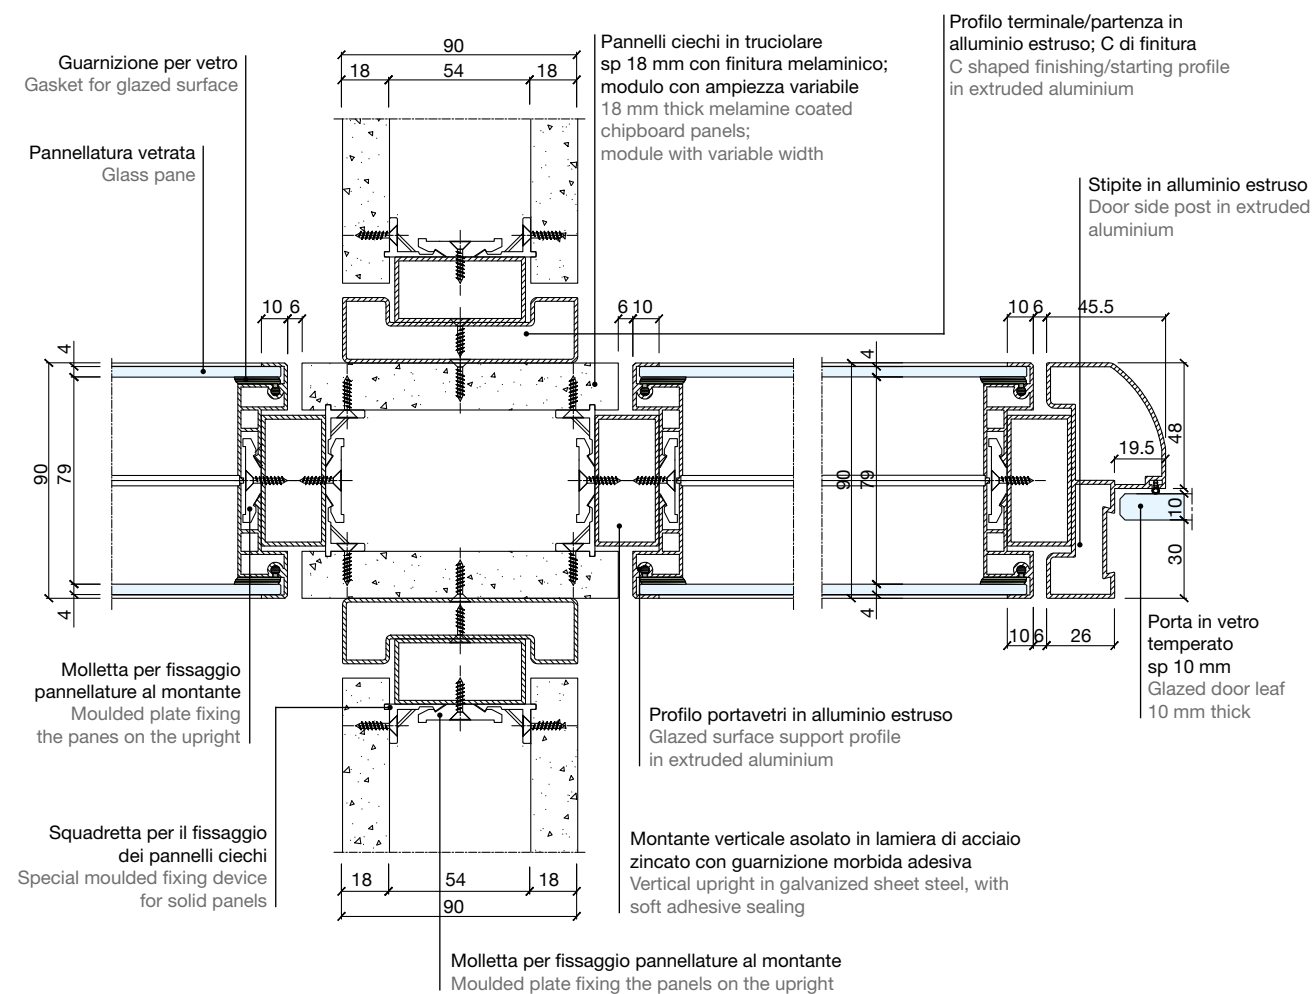 Profilo terminale/partenza in
alluminio estruso; C di finitura
C shaped finishing/starting profile
in extruded aluminium
Pannelli ciechi in truciolare
sp 18 mm con finitura melaminico;
modulo con ampiezza variabile
18 mm thick melamine coated
chipboard panels;
module with variable width
Guarnizione per vetro
Gasket for glazed surface
Pannellatura vetrata
Glass pane
Stipite in alluminio estruso
Door side post in extruded
aluminium
90
18 54 18
10 6
6 10
10 6 45.5
4
90
79
4
4
90
79
4
48
19.5
10
30
10 6 26
Porta in vetro
temperato
sp 10 mm
Glazed door leaf
10 mm thick
Molletta per fissaggio
pannellature al montante
Moulded plate fixing
the panes on the upright
Profilo portavetri in alluminio estruso
Glazed surface support profile
in extruded aluminium
Squadretta per il fissaggio
dei pannelli ciechi
Special moulded fixing device
for solid panels
Montante verticale asolato in lamiera di acciaio
zincato con guarnizione morbida adesiva
Vertical upright in galvanized sheet steel, with
soft adhesive sealing
18 54 18
90
Molletta per fissaggio pannellature al montante
Moulded plate fixing the panels on the upright